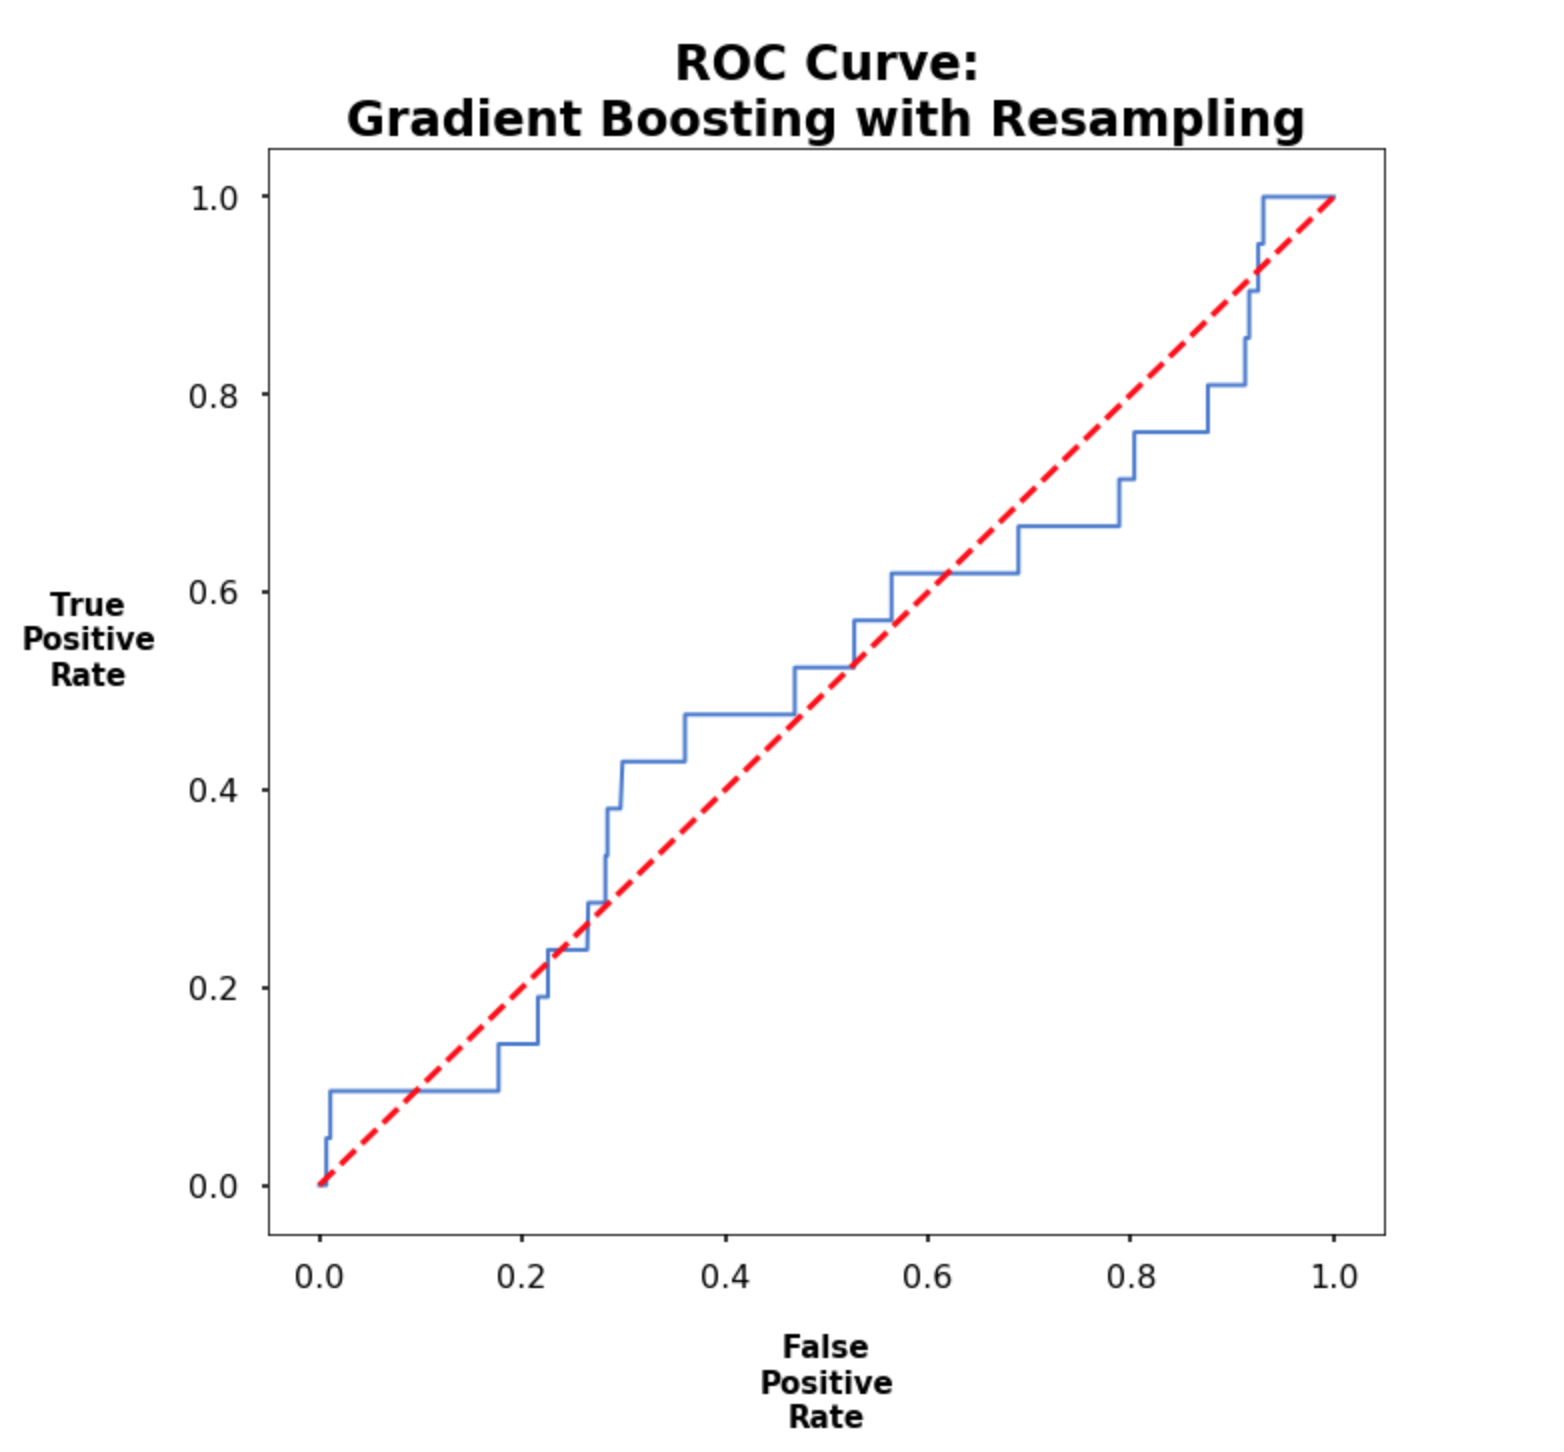 ROC Curve:
Gradient Boosting with Resampling
1.0
0.8
0.6
0.4
0.2
0.0
True
Positive
Rate
0.0 0.2 0.4 0.6 0.8 1.0
False
Positive
Rate